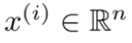 x^{(i)} ∈ ℝ^n